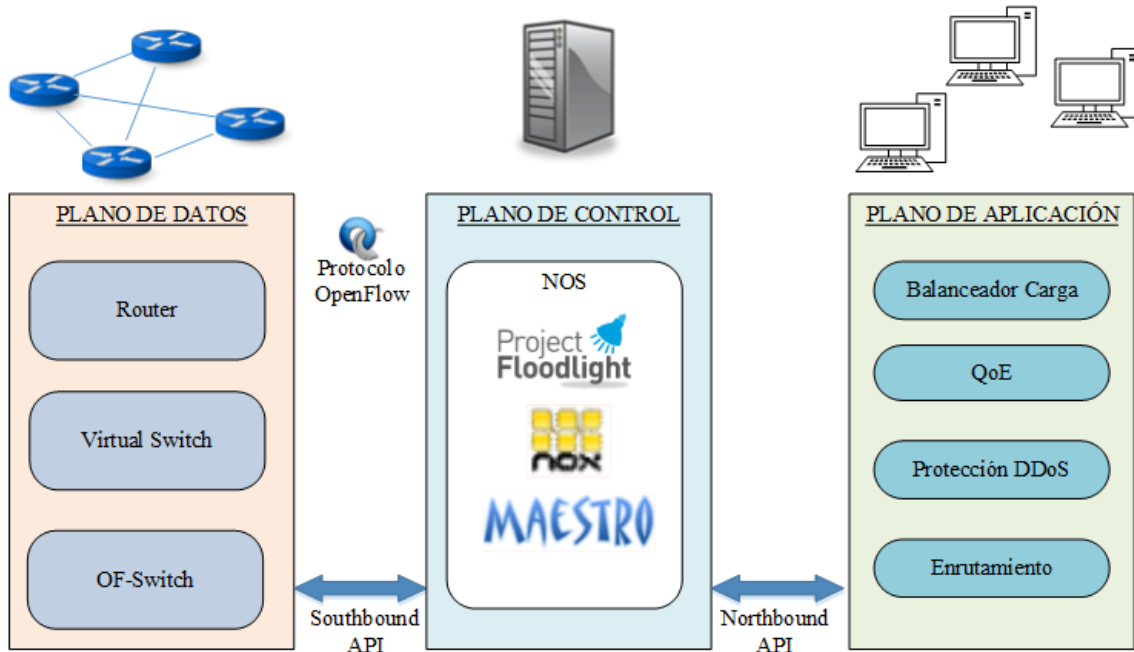 PLANO DE DATOS
Router
Virtual Switch
OF-Switch
Protocolo
OpenFlow
Southbound
API
PLANO DE CONTROL
NOS
Project
Floodlight
nox
MAESTRO
Northbound
API
PLANO DE APLICACIÓN
Balanceador Carga
QoE
Protección DDoS
Enrutamiento